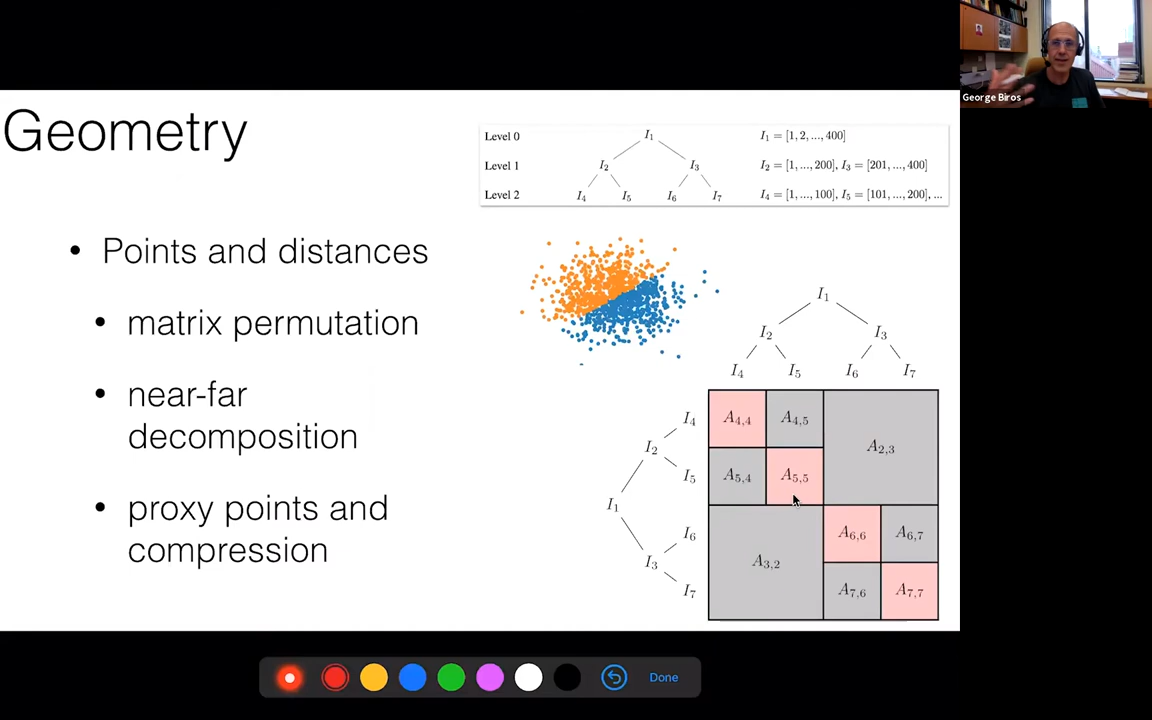 George Biros
Geometry
Level 0 I₁ I₁ = [1, 2, ..., 400]
Level 1 I₂ I₃ I₂ = [1, ..., 200], I₃ = [201, ..., 400]
Level 2 I₄ I₅ I₆ I₇ I₄ = [1, ..., 100], I₅ = [101, ..., 200], ...
• Points and distances
• matrix permutation
• near-far
decomposition
• proxy points and
compression
I₁
I₂ I₃
I₄ I₅ I₆ I₇
I₁
I₂
I₃
I₄
I₅
I₆
I₇
A₄,₄ A₄,₅ A₂,₃
A₅,₄ A₅,₅
A₃,₂ A₆,₆ A₆,₇
A₇,₆ A₇,₇
Done